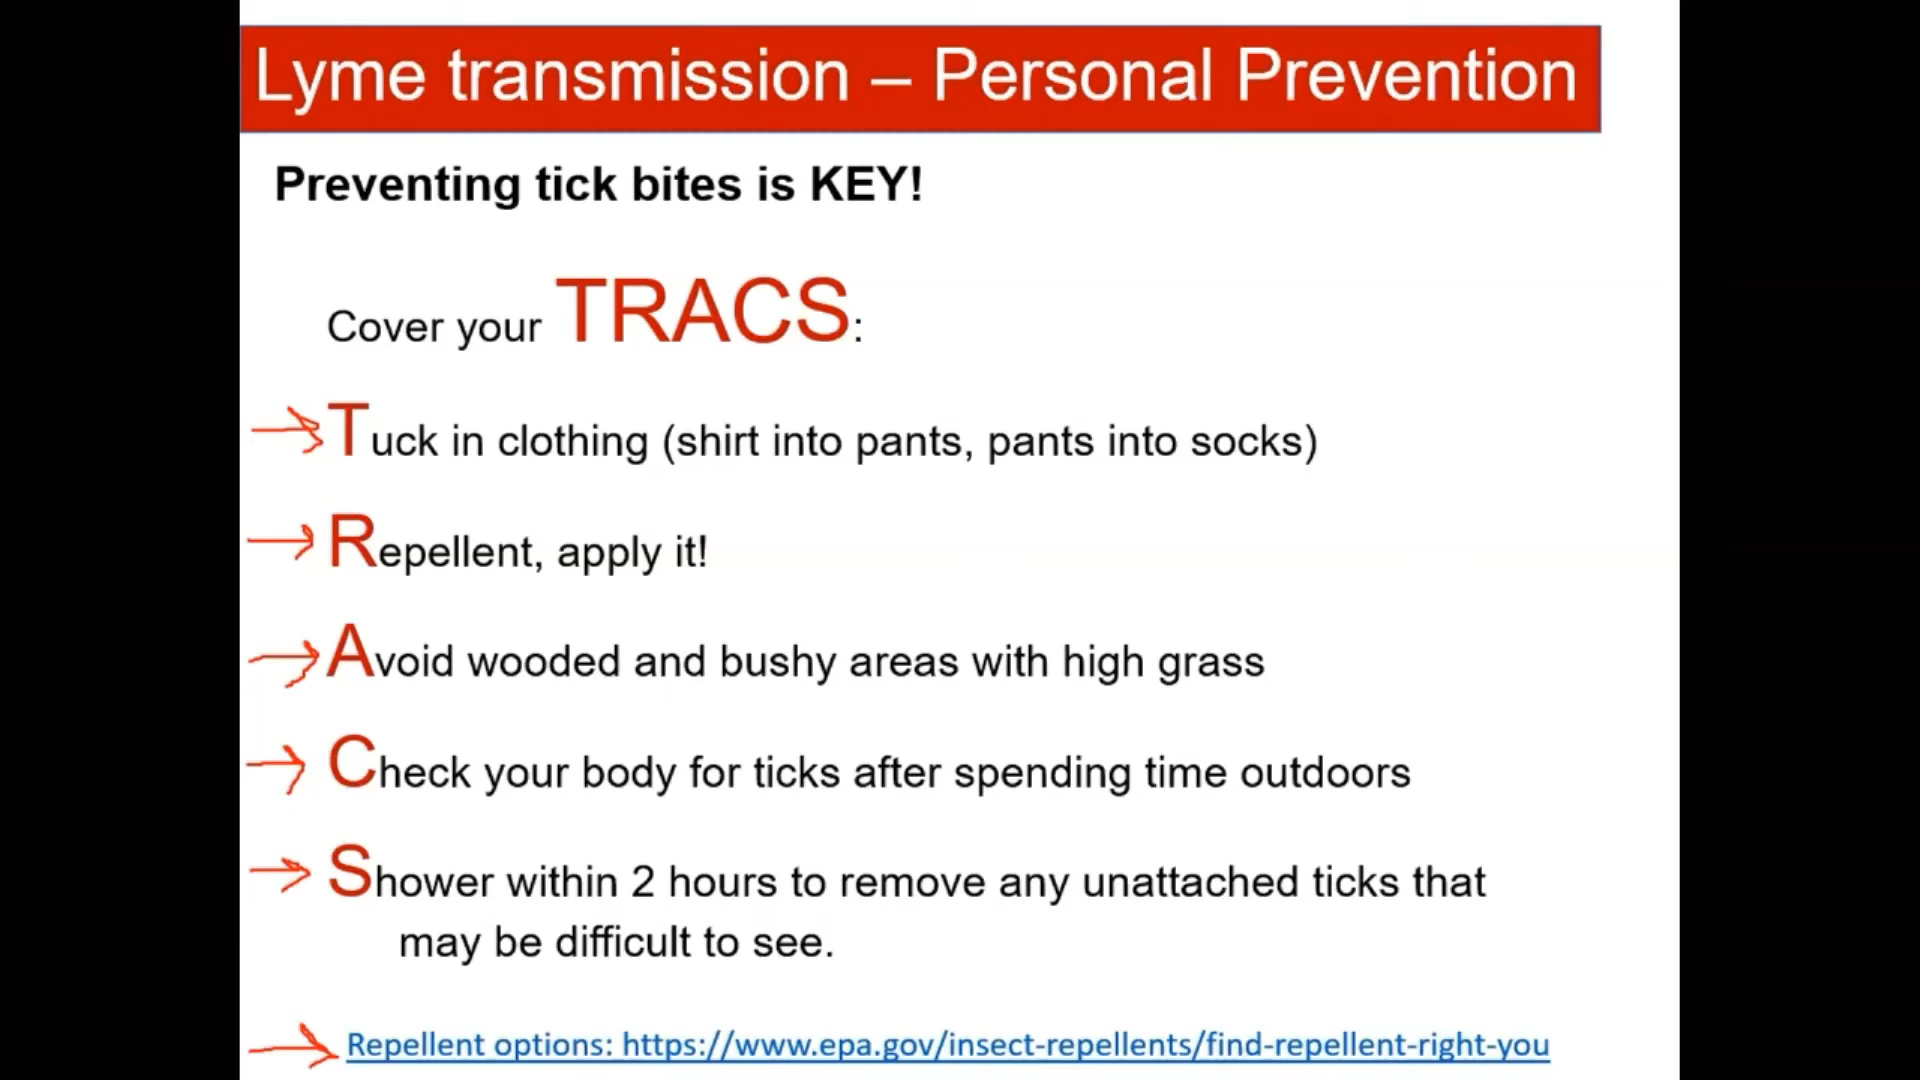 Lyme transmission – Personal Prevention
Preventing tick bites is KEY!
Cover your TRACS:
Tuck in clothing (shirt into pants, pants into socks)
Repellent, apply it!
Avoid wooded and bushy areas with high grass
Check your body for ticks after spending time outdoors
Shower within 2 hours to remove any unattached ticks that
may be difficult to see.
Repellent options: https://www.epa.gov/insect-repellents/find-repellent-right-you